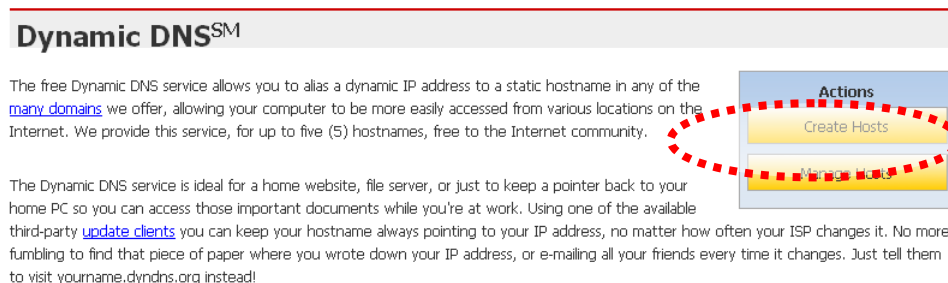 Dynamic DNS℠
The free Dynamic DNS service allows you to alias a dynamic IP address to a static hostname in any of the
many domains we offer, allowing your computer to be more easily accessed from various locations on the
Internet. We provide this service, for up to five (5) hostnames, free to the Internet community.
Actions
Create Hosts
Manage Hosts
The Dynamic DNS service is ideal for a home website, file server, or just to keep a pointer back to your
home PC so you can access those important documents while you're at work. Using one of the available
third-party update clients you can keep your hostname always pointing to your IP address, no matter how often your ISP changes it. No more
fumbling to find that piece of paper where you wrote down your IP address, or e-mailing all your friends every time it changes. Just tell them
to visit yourname.dyndns.org instead!